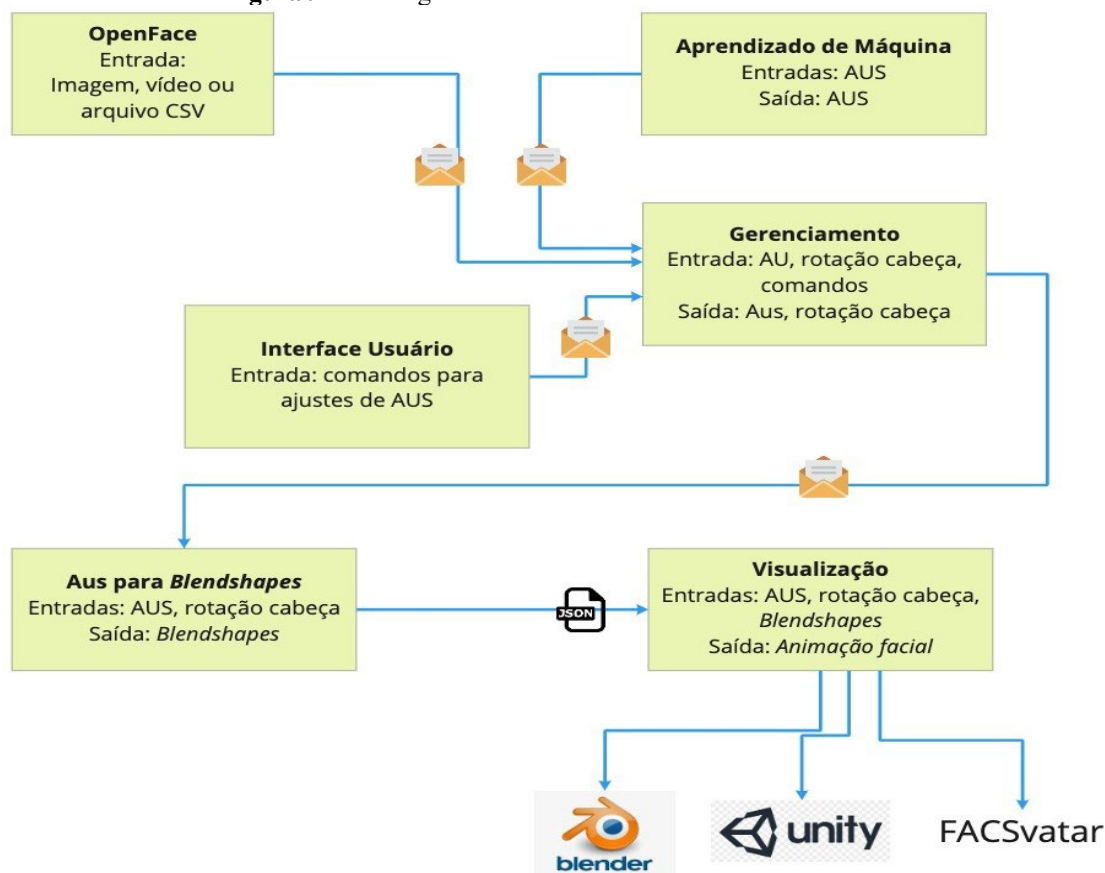 OpenFace
Entrada:
Imagem, vídeo ou
arquivo CSV
Aprendizado de Máquina
Entradas: AUS
Saída: AUS
Gerenciamento
Entrada: AU, rotação cabeça,
comandos
Saída: Aus, rotação cabeça
Interface Usuário
Entrada: comandos para
ajustes de AUS
Aus para Blendshapes
Entradas: AUS, rotação cabeça
Saída: Blendshapes
JSON
Visualização
Entradas: AUS, rotação cabeça,
Blendshapes
Saída: Animação facial
blender
unity
FACSvatar